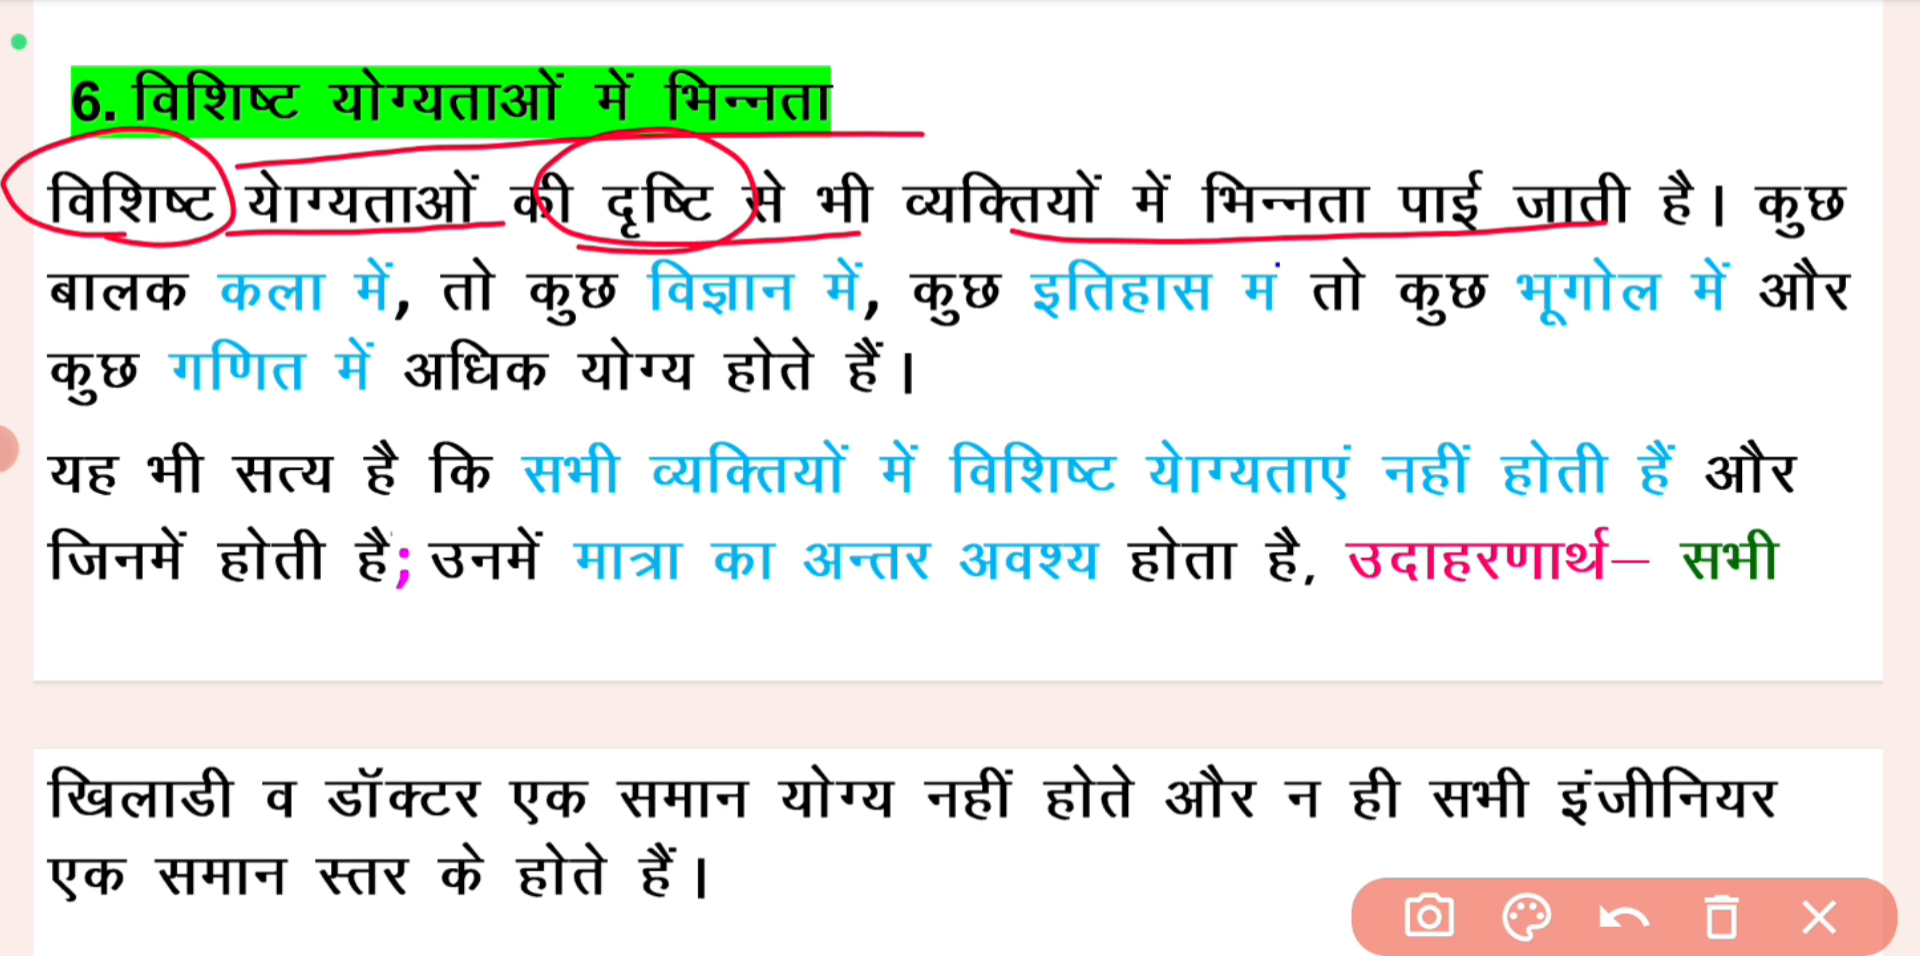 6. विशिष्ट योग्यताओं में भिन्नता
विशिष्ट येाग्यताओं की दृष्टि से भी व्यक्तियों में भिन्नता पाई जाती है। कुछ
बालक कला में, तो कुछ विज्ञान में, कुछ इतिहास मं तो कुछ भूगोल में और
कुछ गणित में अधिक योग्य होते हैं।
यह भी सत्य है कि सभी व्यक्तियों में विशिष्ट येाग्यताएं नहीं होती हैं और
जिनमें होती है; उनमें मात्रा का अन्तर अवश्य होता है, उदाहरणार्थ– सभी
खिलाडी व डॉक्टर एक समान योग्य नहीं होते और न ही सभी इंजीनियर
एक समान स्तर के होते हैं।